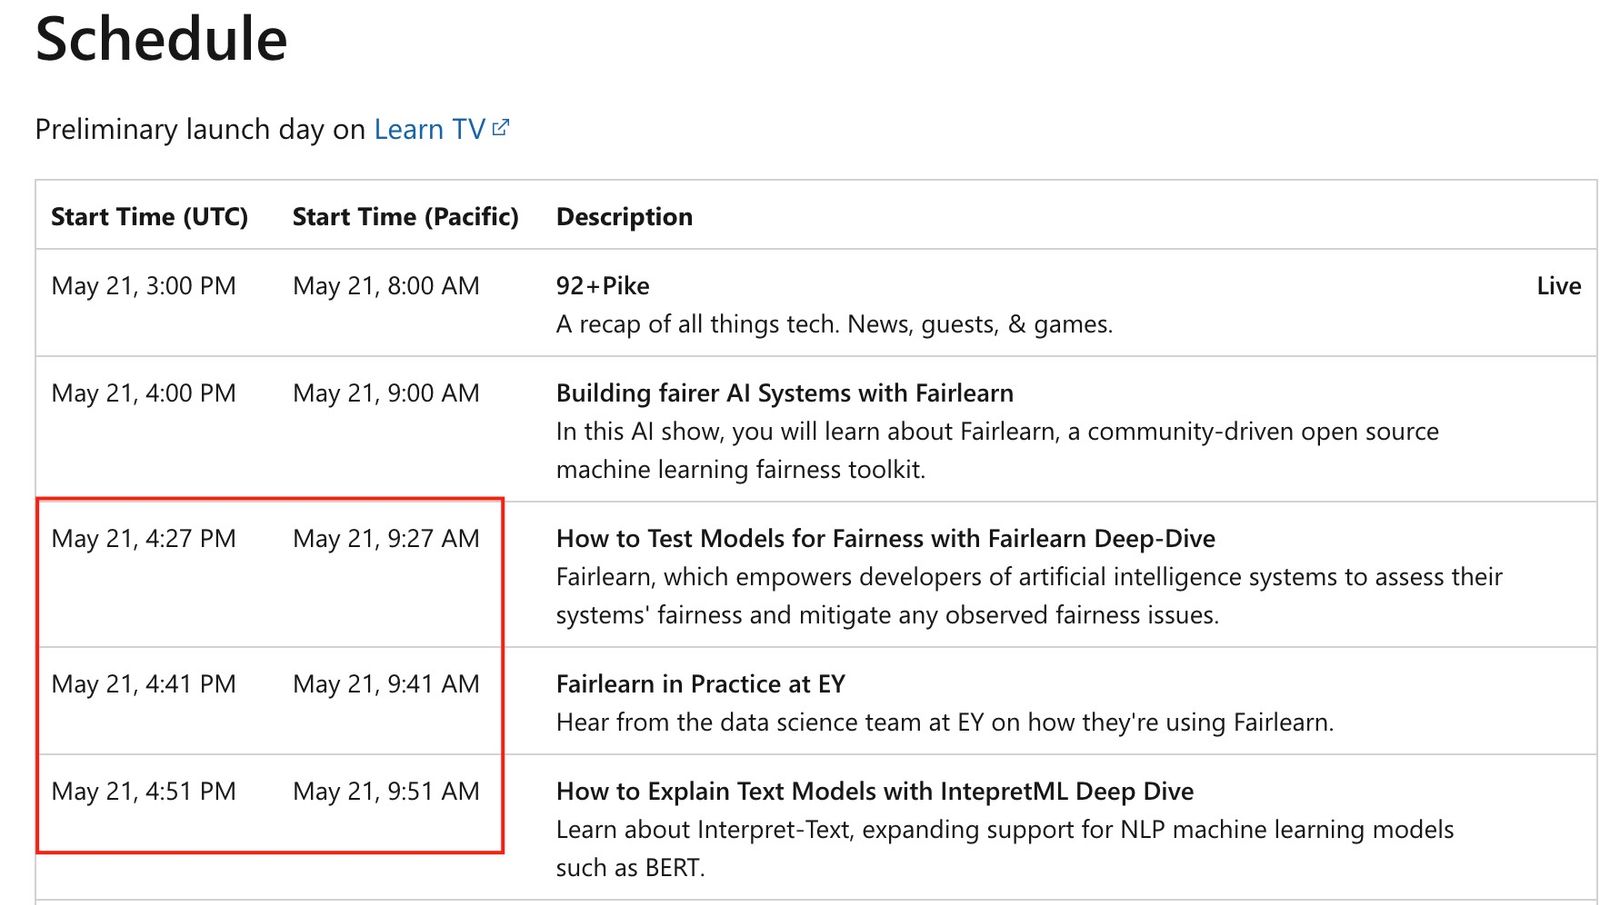 Schedule
Preliminary launch day on Learn TV
Start Time (UTC) Start Time (Pacific) Description
May 21, 3:00 PM May 21, 8:00 AM 92+Pike Live
A recap of all things tech. News, guests, & games.
May 21, 4:00 PM May 21, 9:00 AM Building fairer AI Systems with Fairlearn
In this AI show, you will learn about Fairlearn, a community-driven open source
machine learning fairness toolkit.
May 21, 4:27 PM May 21, 9:27 AM How to Test Models for Fairness with Fairlearn Deep-Dive
Fairlearn, which empowers developers of artificial intelligence systems to assess their
systems' fairness and mitigate any observed fairness issues.
May 21, 4:41 PM May 21, 9:41 AM Fairlearn in Practice at EY
Hear from the data science team at EY on how they're using Fairlearn.
May 21, 4:51 PM May 21, 9:51 AM How to Explain Text Models with IntepretML Deep Dive
Learn about Interpret-Text, expanding support for NLP machine learning models
such as BERT.